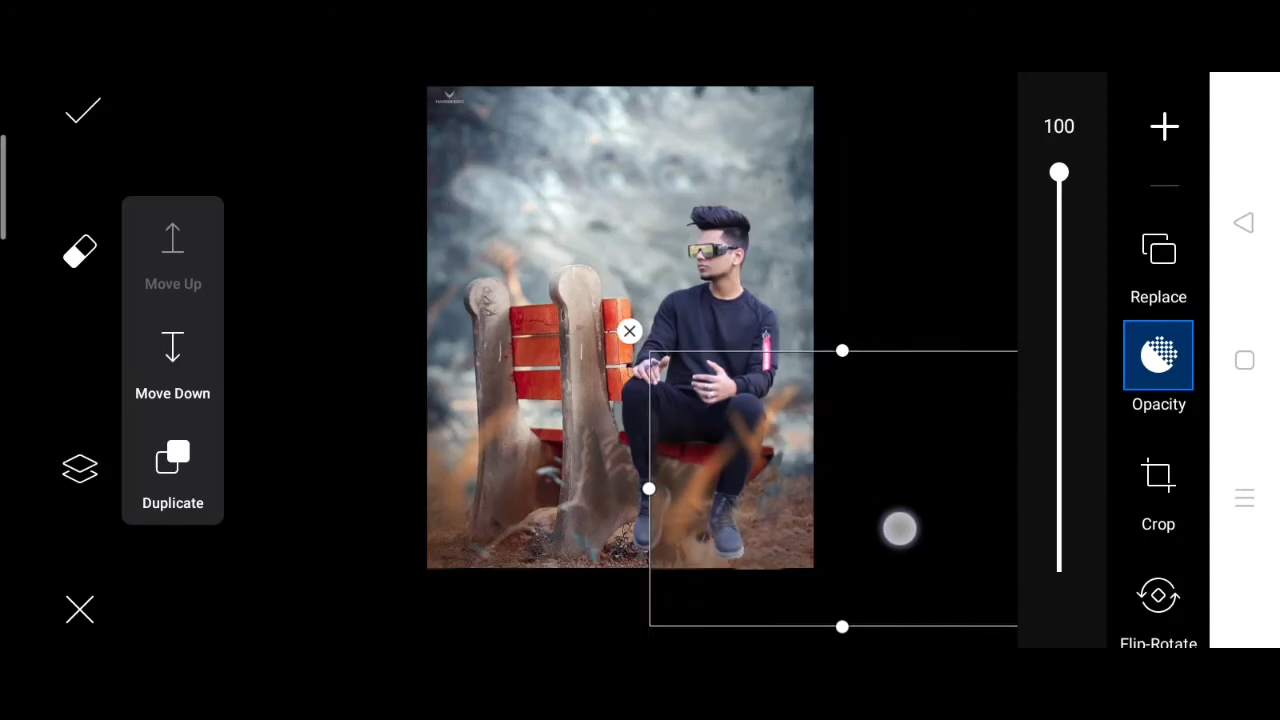 100
Move Up
Replace
Move Down
Opacity
Duplicate
Crop
Flip-Rotate